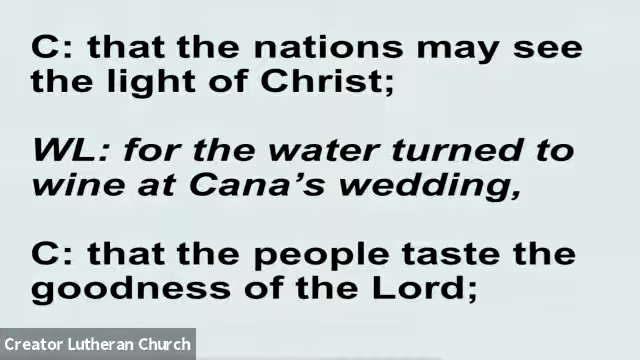 C: that the nations may see
the light of Christ;
WL: for the water turned to
wine at Cana’s wedding,
C: that the people taste the
goodness of the Lord;
Creator Lutheran Church